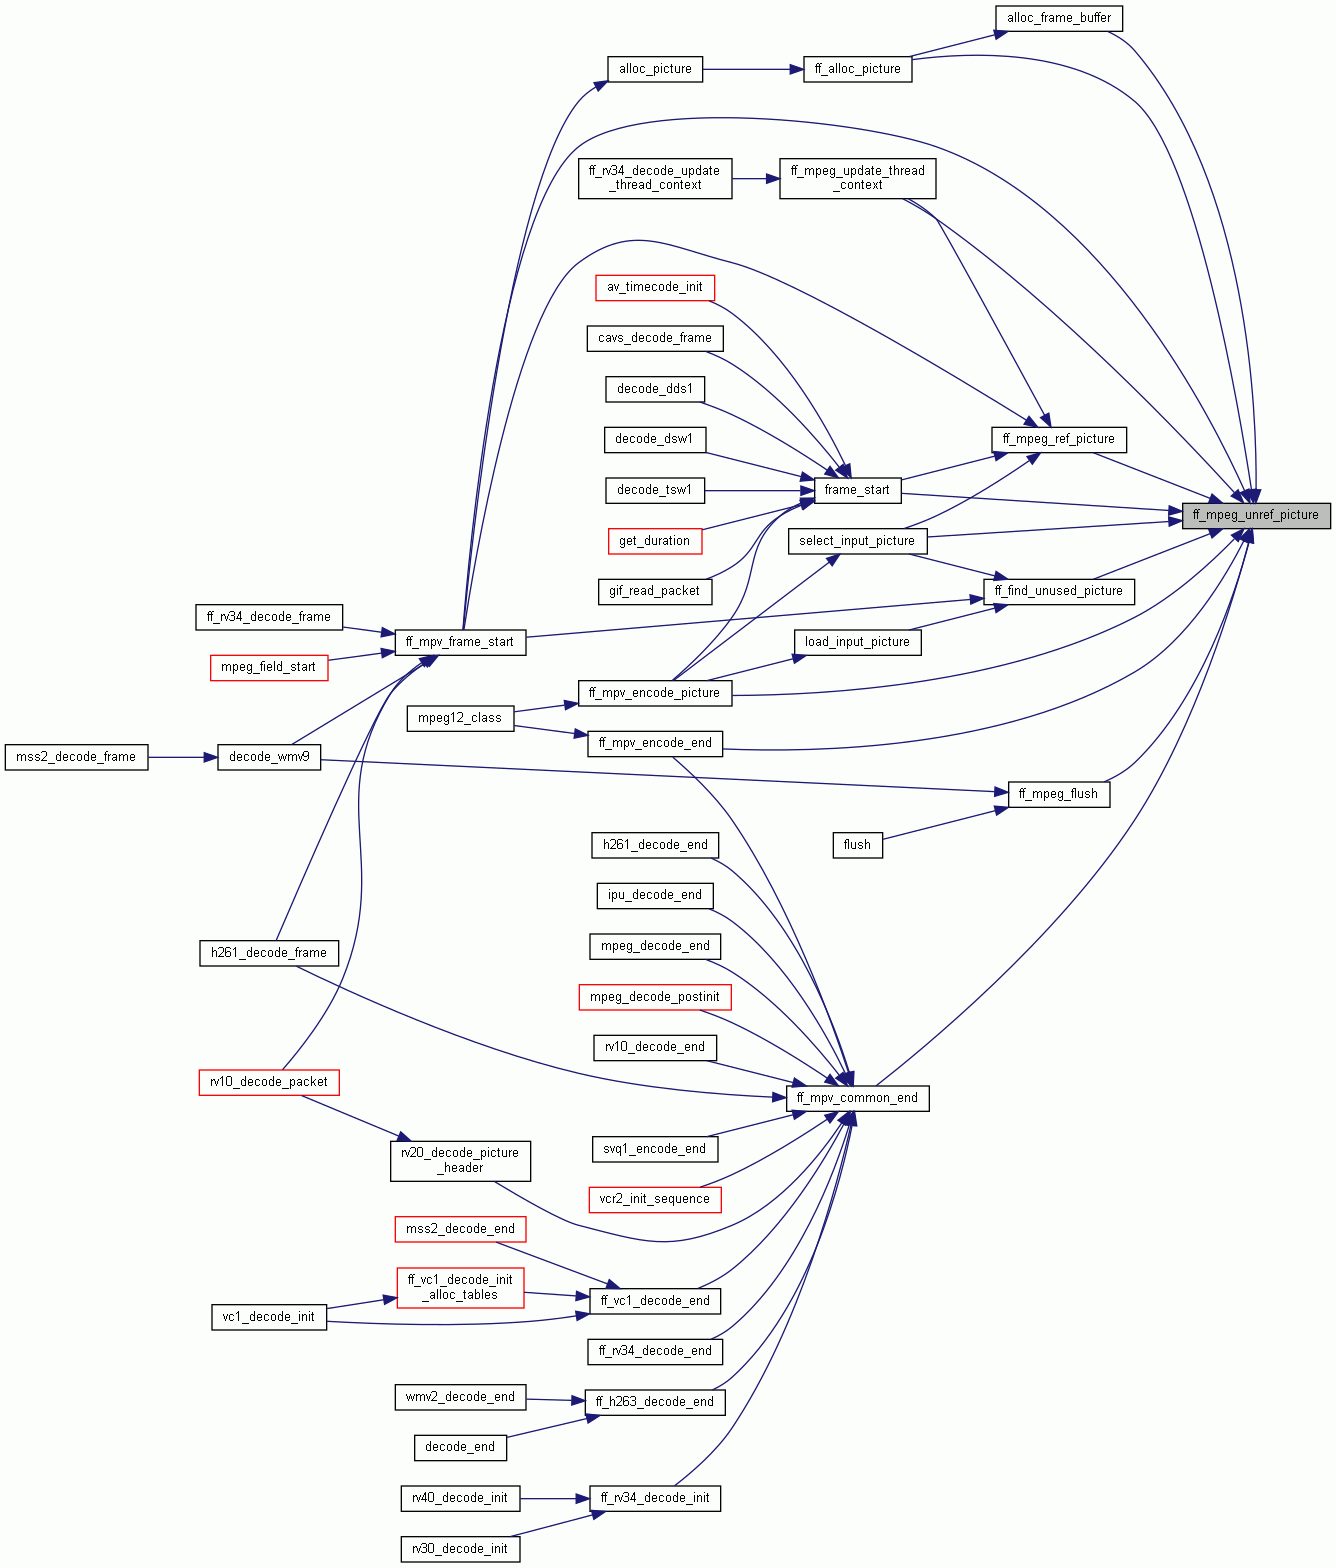 alloc_frame_buffer
alloc_picture
ff_alloc_picture
ff_rv34_decode_update
_thread_context
ff_mpeg_update_thread
_context
av_timecode_init
cavs_decode_frame
decode_dds1
decode_dsw1
ff_mpeg_ref_picture
decode_tsw1
frame_start
ff_mpeg_unref_picture
get_duration
select_input_picture
gif_read_packet
ff_find_unused_picture
ff_rv34_decode_frame
ff_mpv_frame_start
load_input_picture
mpeg_field_start
ff_mpv_encode_picture
mpeg12_class
ff_mpv_encode_end
mss2_decode_frame
decode_wmv9
ff_mpeg_flush
h261_decode_end
flush
ipu_decode_end
mpeg_decode_end
h261_decode_frame
mpeg_decode_postinit
rv10_decode_end
rv10_decode_packet
ff_mpv_common_end
svq1_encode_end
rv20_decode_picture
_header
vcr2_init_sequence
mss2_decode_end
ff_vc1_decode_init
_alloc_tables
ff_vc1_decode_end
vc1_decode_init
ff_rv34_decode_end
wmv2_decode_end
ff_h263_decode_end
decode_end
rv40_decode_init
ff_rv34_decode_init
rv30_decode_init